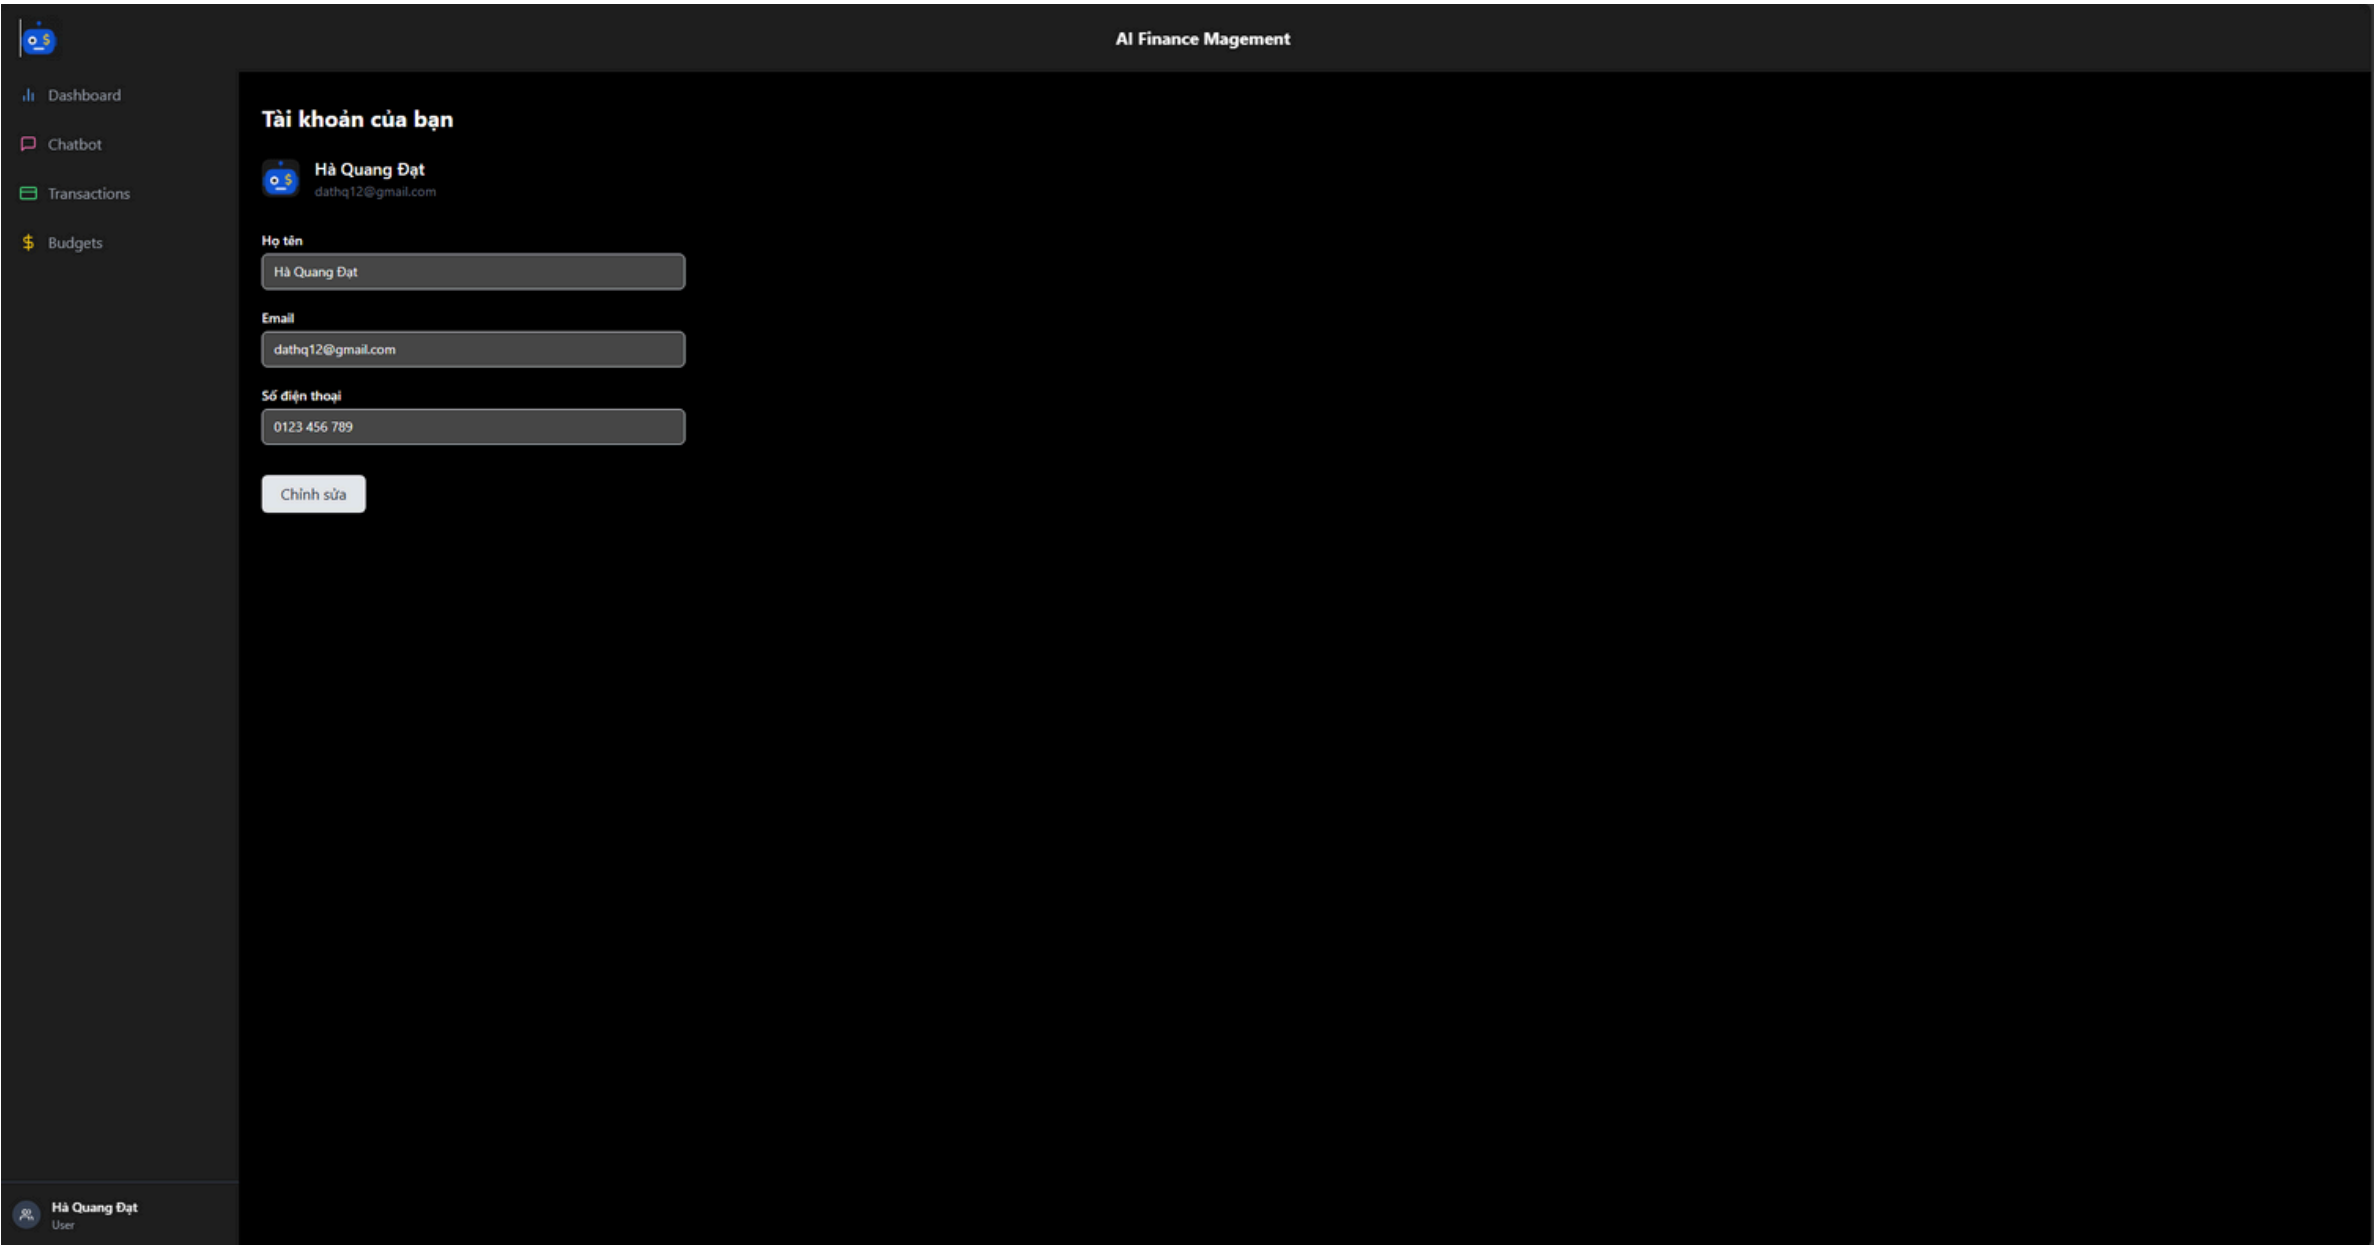 AI Finance Magement
Dashboard
Chatbot
Transactions
Budgets
Tài khoản của bạn
Hà Quang Đạt
dathq12@gmail.com
Họ tên
Hà Quang Đạt
Email
dathq12@gmail.com
Số điện thoại
0123 456 789
Chỉnh sửa
Hà Quang Đạt
User